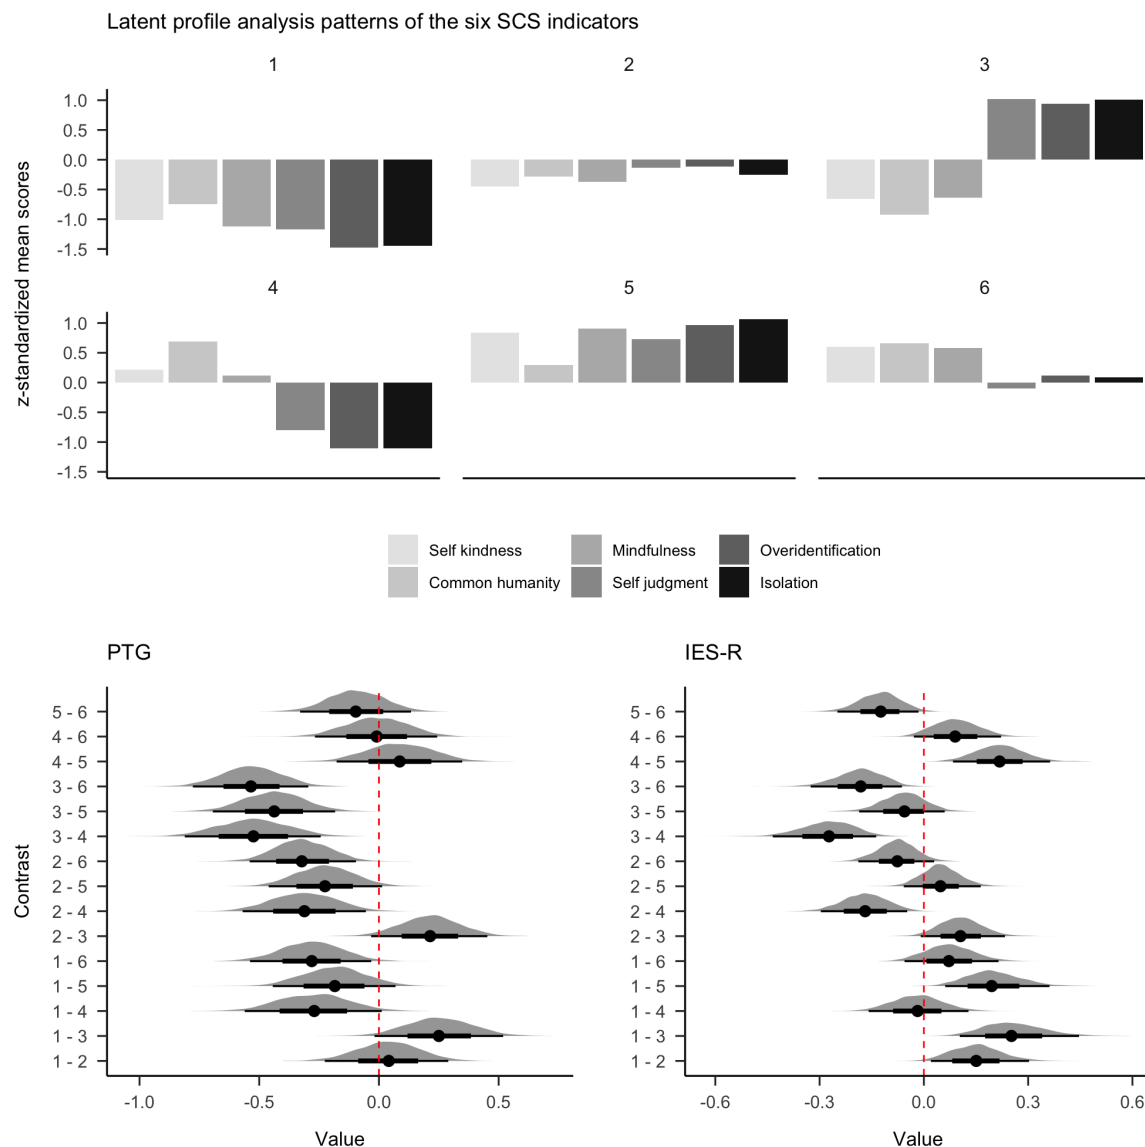 Latent profile analysis patterns of the six SCS indicators
1 2 3
1.0
0.5
0.0
-0.5
-1.0
-1.5
z-standardized mean scores
4 5 6
1.0
0.5
0.0
-0.5
-1.0
-1.5
Self kindness Mindfulness Overidentification
Common humanity Self judgment Isolation
PTG
Contrast
5 - 6
4 - 6
4 - 5
3 - 6
3 - 5
3 - 4
2 - 6
2 - 5
2 - 4
2 - 3
1 - 6
1 - 5
1 - 4
1 - 3
1 - 2
-1.0 -0.5 0.0 0.5
Value
IES-R
5 - 6
4 - 6
4 - 5
3 - 6
3 - 5
3 - 4
2 - 6
2 - 5
2 - 4
2 - 3
1 - 6
1 - 5
1 - 4
1 - 3
1 - 2
-0.6 -0.3 0.0 0.3 0.6
Value